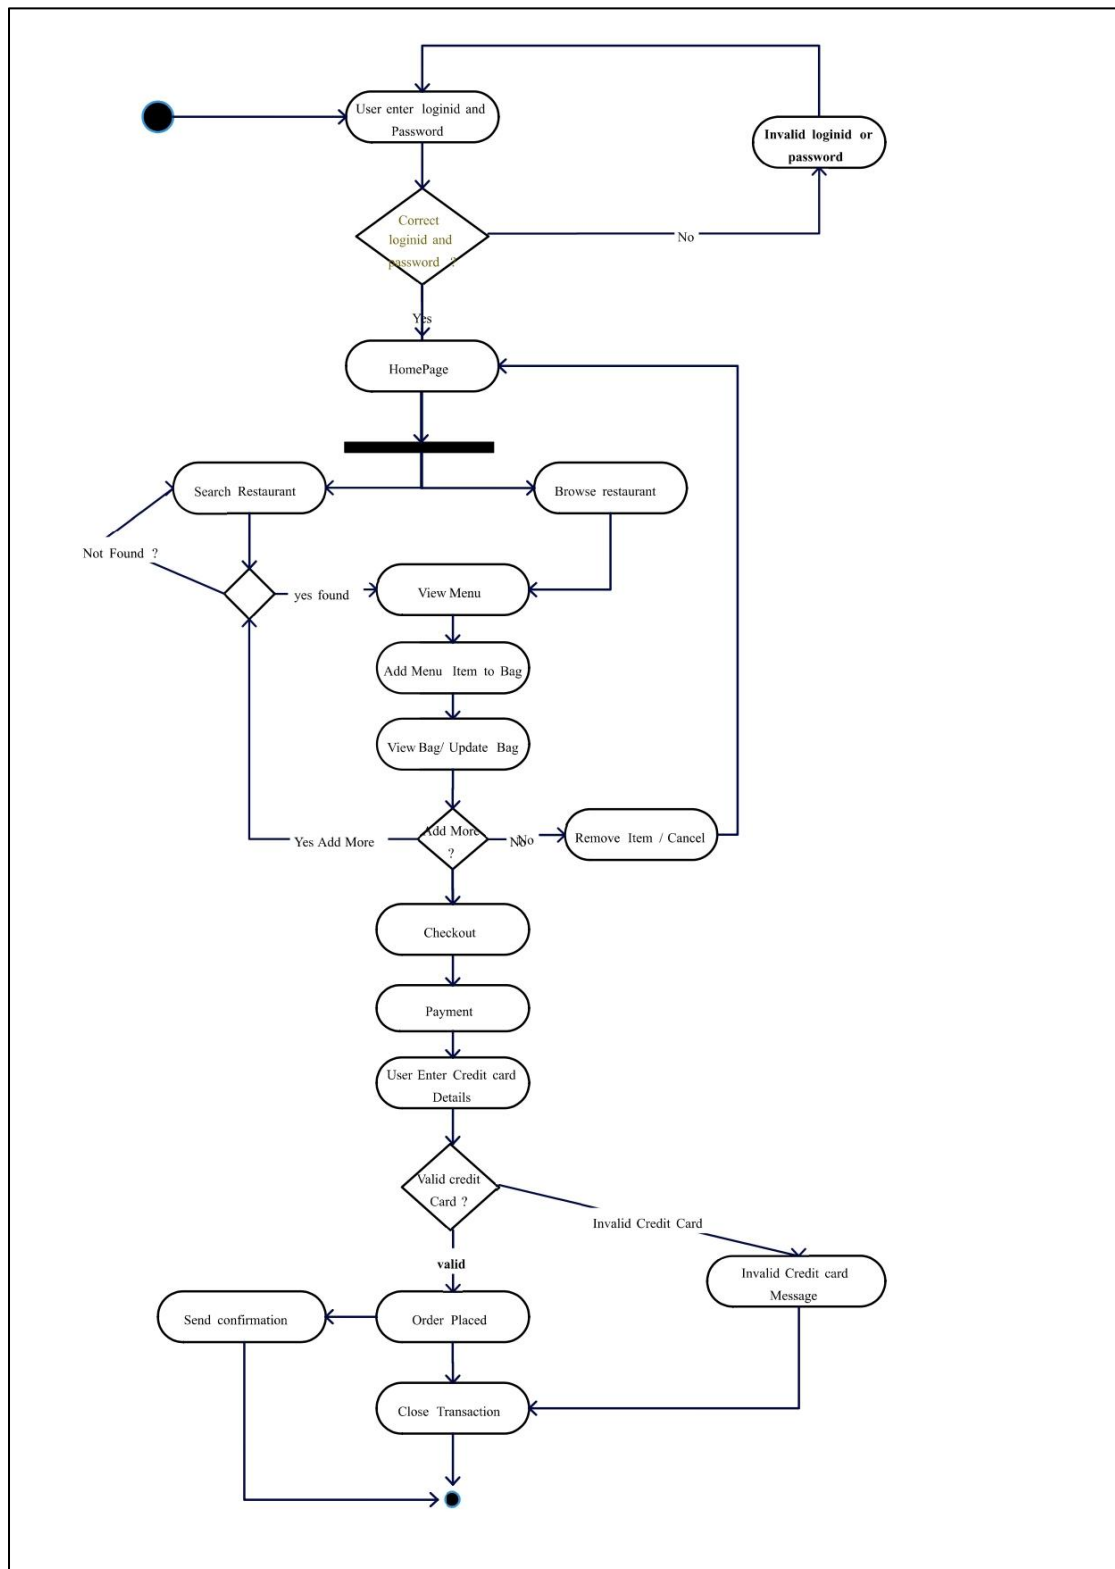 User enter loginid and
Password
Invalid loginid or
password
Correct
loginid and
password ?
No
Yes
HomePage
Search Restaurant
Browse restaurant
Not Found ?
yes found
View Menu
Add Menu Item to Bag
View Bag/ Update Bag
Yes Add More
Add More
?
No
No
Remove Item / Cancel
Checkout
Payment
User Enter Credit card
Details
Valid credit
Card ?
Invalid Credit Card
valid
Invalid Credit card
Message
Send confirmation
Order Placed
Close Transaction